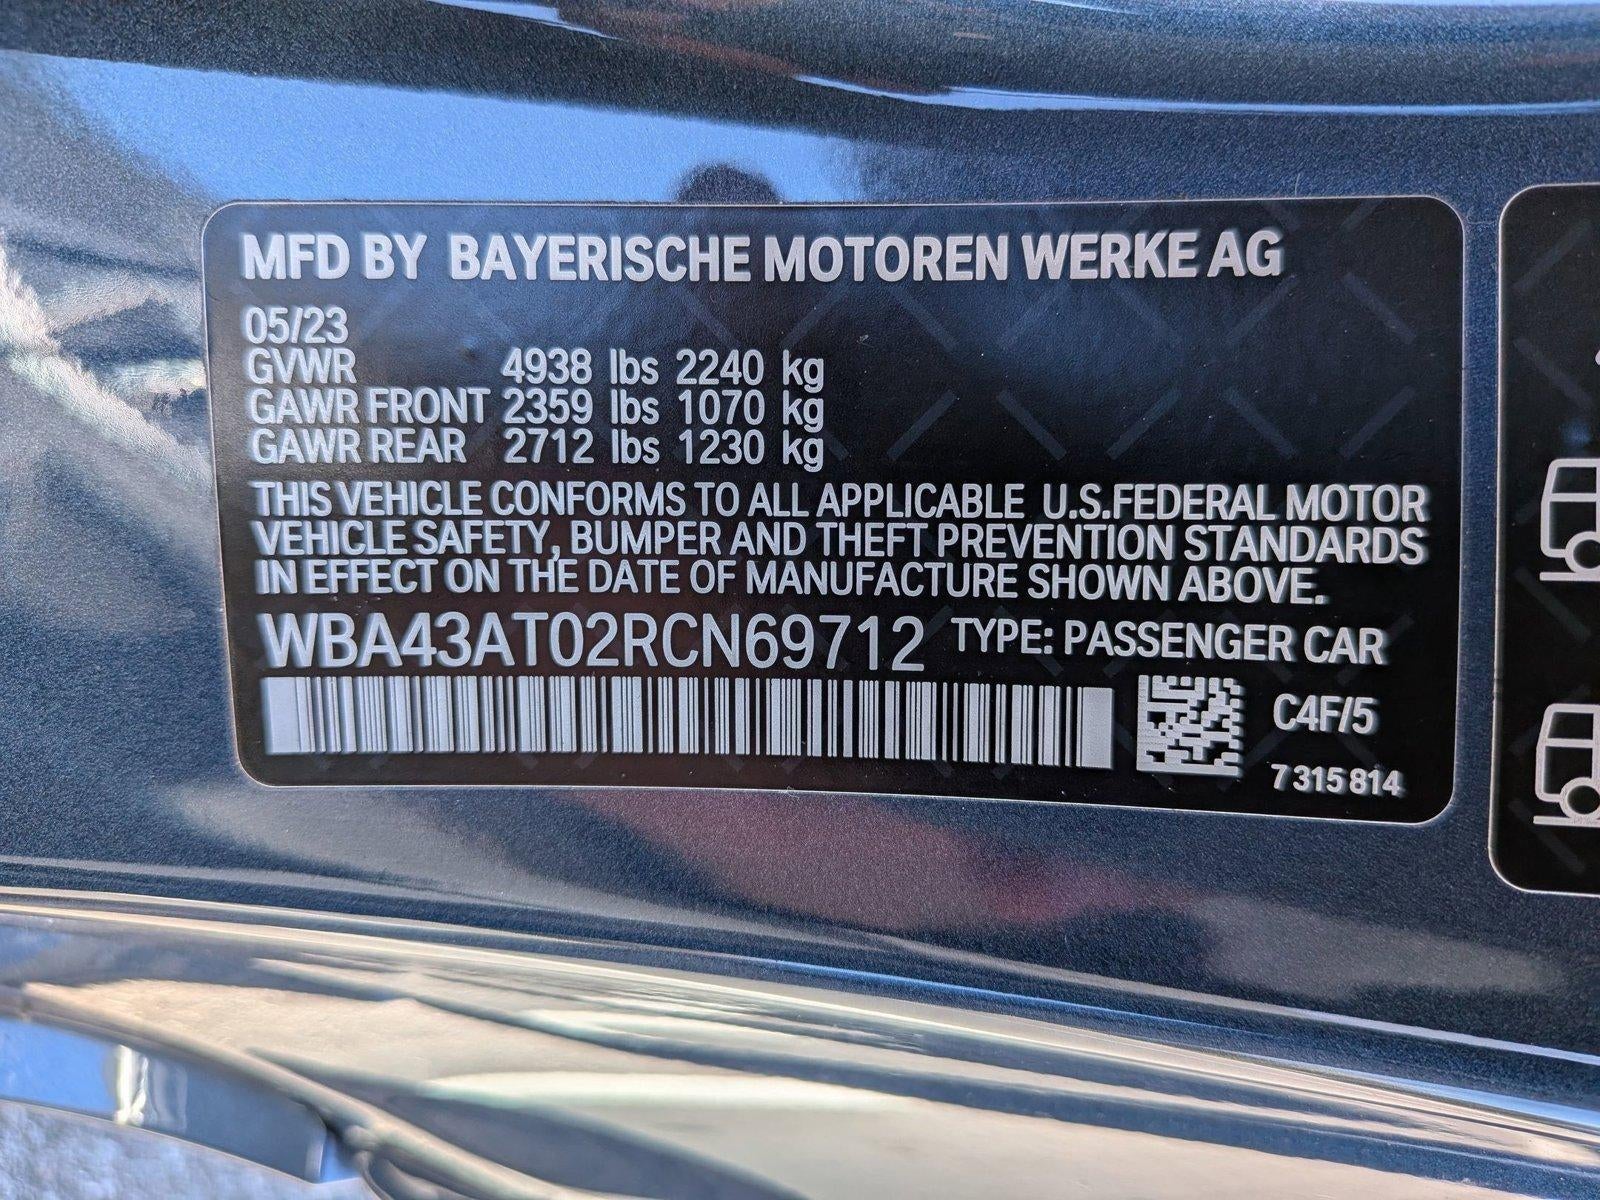 MFD BY BAYERISCHE MOTOREN WERKE AG
05/23
GVWR 4938 lbs 2240 kg
GAWR FRONT 2359 lbs 1070 kg
GAWR REAR 2712 lbs 1230 kg
THIS VEHICLE CONFORMS TO ALL APPLICABLE U.S.FEDERAL MOTOR
VEHICLE SAFETY, BUMPER AND THEFT PREVENTION STANDARDS
IN EFFECT ON THE DATE OF MANUFACTURE SHOWN ABOVE.
WBA43AT02RCN69712 TYPE: PASSENGER CAR
C4F/5
7 315 814